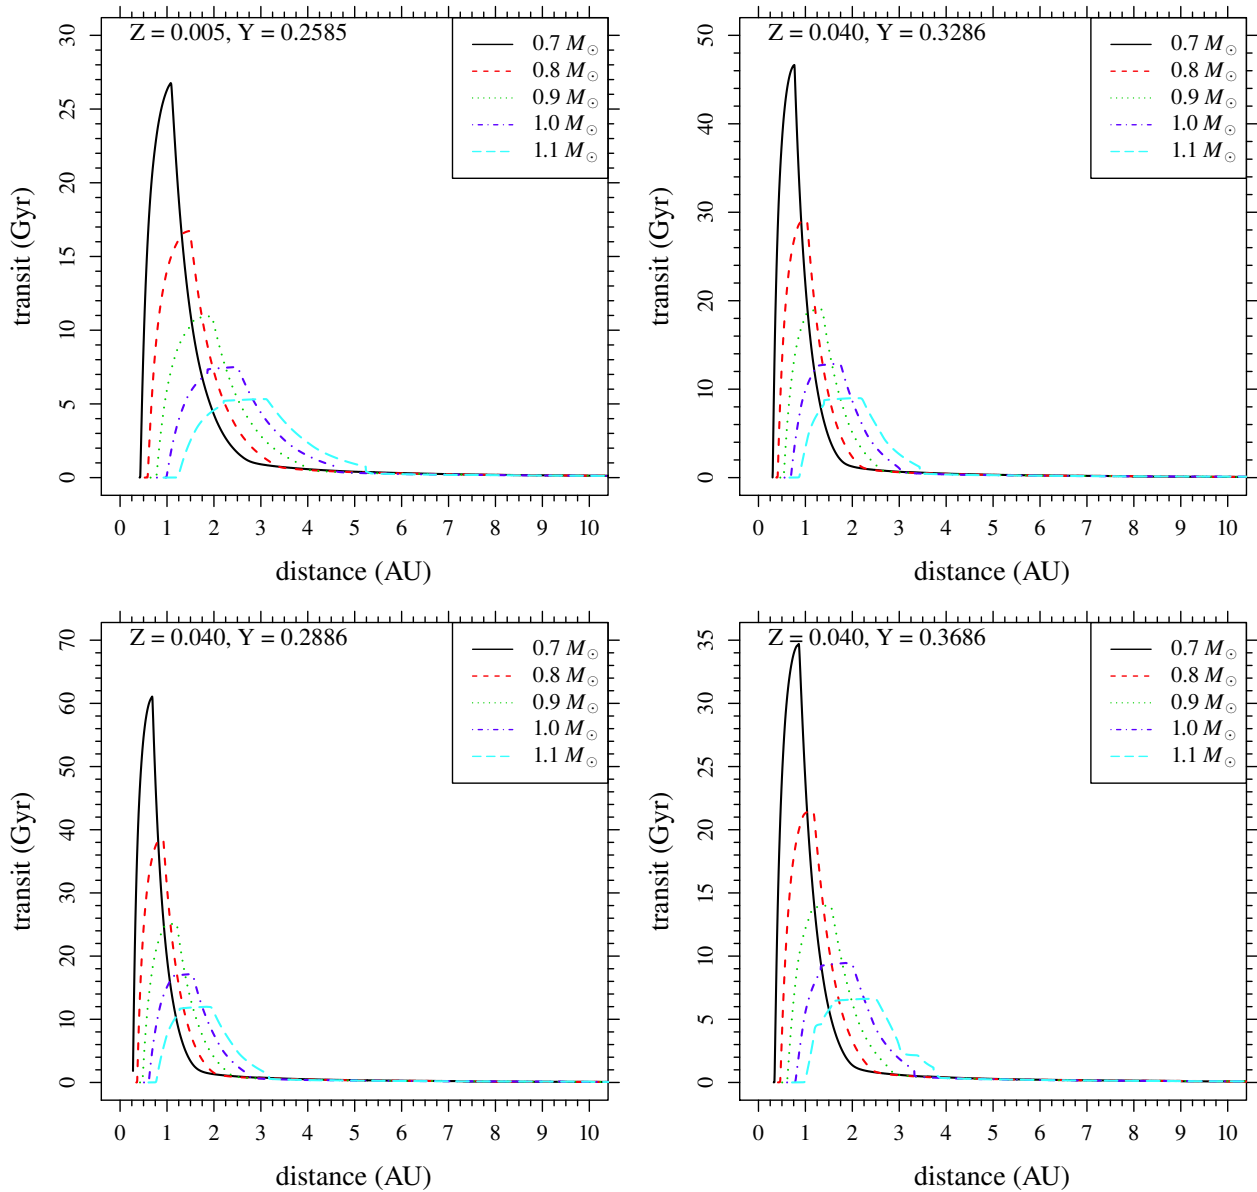 Z = 0.005, Y = 0.2585
0.7 M☉
0.8 M☉
0.9 M☉
1.0 M☉
1.1 M☉
30
25
20
15
10
5
0
transit (Gyr)
0 1 2 3 4 5 6 7 8 9 10
distance (AU)
Z = 0.040, Y = 0.3286
0.7 M☉
0.8 M☉
0.9 M☉
1.0 M☉
1.1 M☉
50
40
30
20
10
0
transit (Gyr)
0 1 2 3 4 5 6 7 8 9 10
distance (AU)
Z = 0.040, Y = 0.2886
0.7 M☉
0.8 M☉
0.9 M☉
1.0 M☉
1.1 M☉
70
60
50
40
30
20
10
0
transit (Gyr)
0 1 2 3 4 5 6 7 8 9 10
distance (AU)
Z = 0.040, Y = 0.3686
0.7 M☉
0.8 M☉
0.9 M☉
1.0 M☉
1.1 M☉
35
30
25
20
15
10
5
0
transit (Gyr)
0 1 2 3 4 5 6 7 8 9 10
distance (AU)